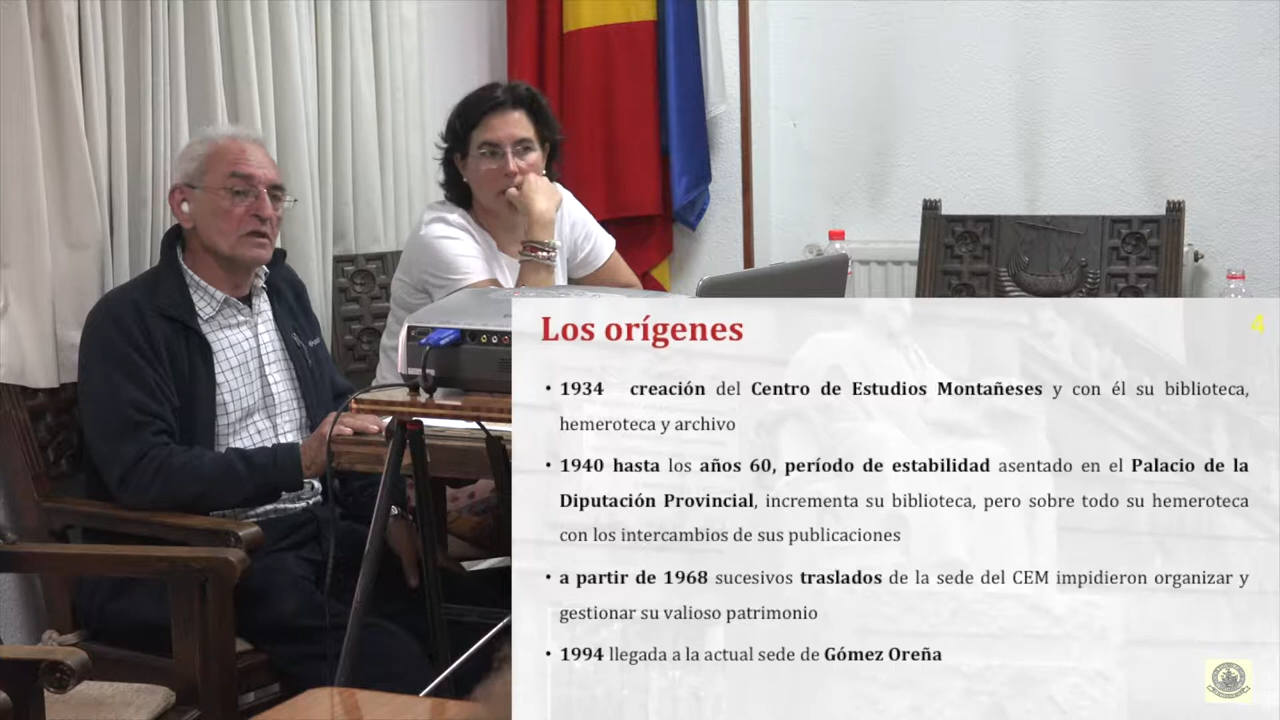 Los orígenes
4
• 1934 creación del Centro de Estudios Montañeses y con él su biblioteca,
hemeroteca y archivo
• 1940 hasta los años 60, período de estabilidad asentado en el Palacio de la
Diputación Provincial, incrementa su biblioteca, pero sobre todo su hemeroteca
con los intercambios de sus publicaciones
• a partir de 1968 sucesivos traslados de la sede del CEM impidieron organizar y
gestionar su valioso patrimonio
• 1994 llegada a la actual sede de Gómez Oreña